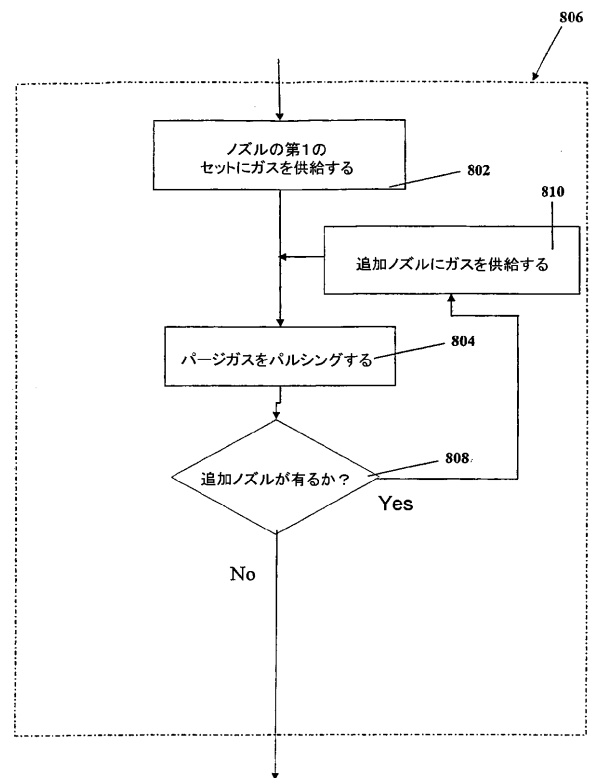 806
ノズルの第1の
セットにガスを供給する
802
810
追加ノズルにガスを供給する
パージガスをパルシングする
804
追加ノズルが有るか？
808
Yes
No